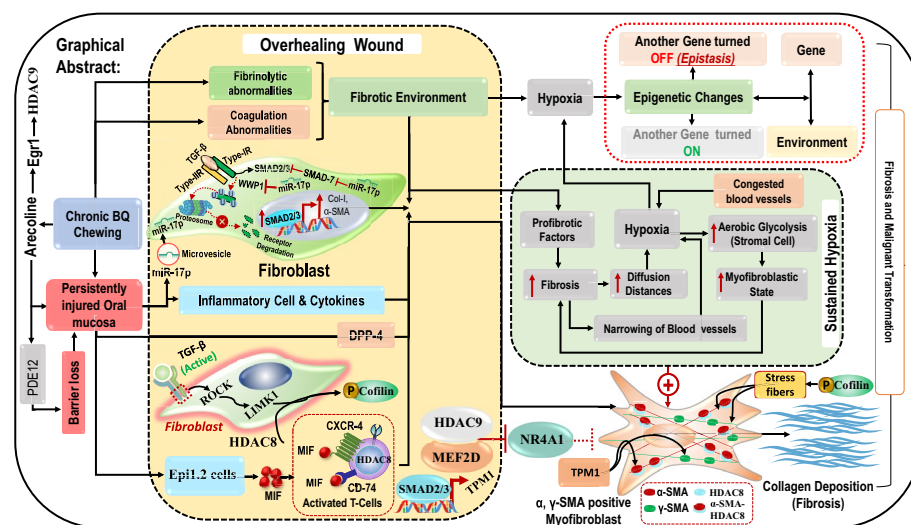 Graphical
Abstract:
Overhealing Wound
Fibrinolytic
abnormalities
Coagulation
Abnormalities
Fibrotic Environment
Hypoxia
Another Gene turned
OFF (Epistasis)
Gene
Epigenetic Changes
Another Gene turned
ON
Environment
HDAC9
Egr1
Arecoline
PDE12
Chronic BQ
Chewing
Persistently
injured Oral
mucosa
Barrier loss
TGF-β
Type-IR
Type-IIR
SMAD2/3
SMAD-7
miR-17p
WWP1
miR-17p
Proteosome
miR-17p
Receptor
Degradation
SMAD2/3
Col-I,
α-SMA
Microvesicle
miR-17p
Fibroblast
Inflammatory Cell & Cytokines
DPP-4
TGF-β
(Active)
ROCK
LIMK1
Fibroblast
HDAC8
P
Cofilin
Epi1.2 cells
MIF
CXCR-4
MIF
HDAC8
MIF
CD-74
Activated T-Cells
HDAC9
MEF2D
SMAD2/3
TPM1
NR4A1
Congested
blood vessels
Profibrotic
Factors
Hypoxia
Aerobic Glycolysis
(Stromal Cell)
Fibrosis
Diffusion
Distances
Myofibroblastic
State
Narrowing of Blood vessels
Sustained Hypoxia
Fibrosis and Malignant Transformation
Stress
fibers
P
Cofilin
TPM1
α, γ-SMA positive
Myofibroblast
α-SMA
HDAC8
γ-SMA
α-SMA-
HDAC8
Collagen Deposition
(Fibrosis)